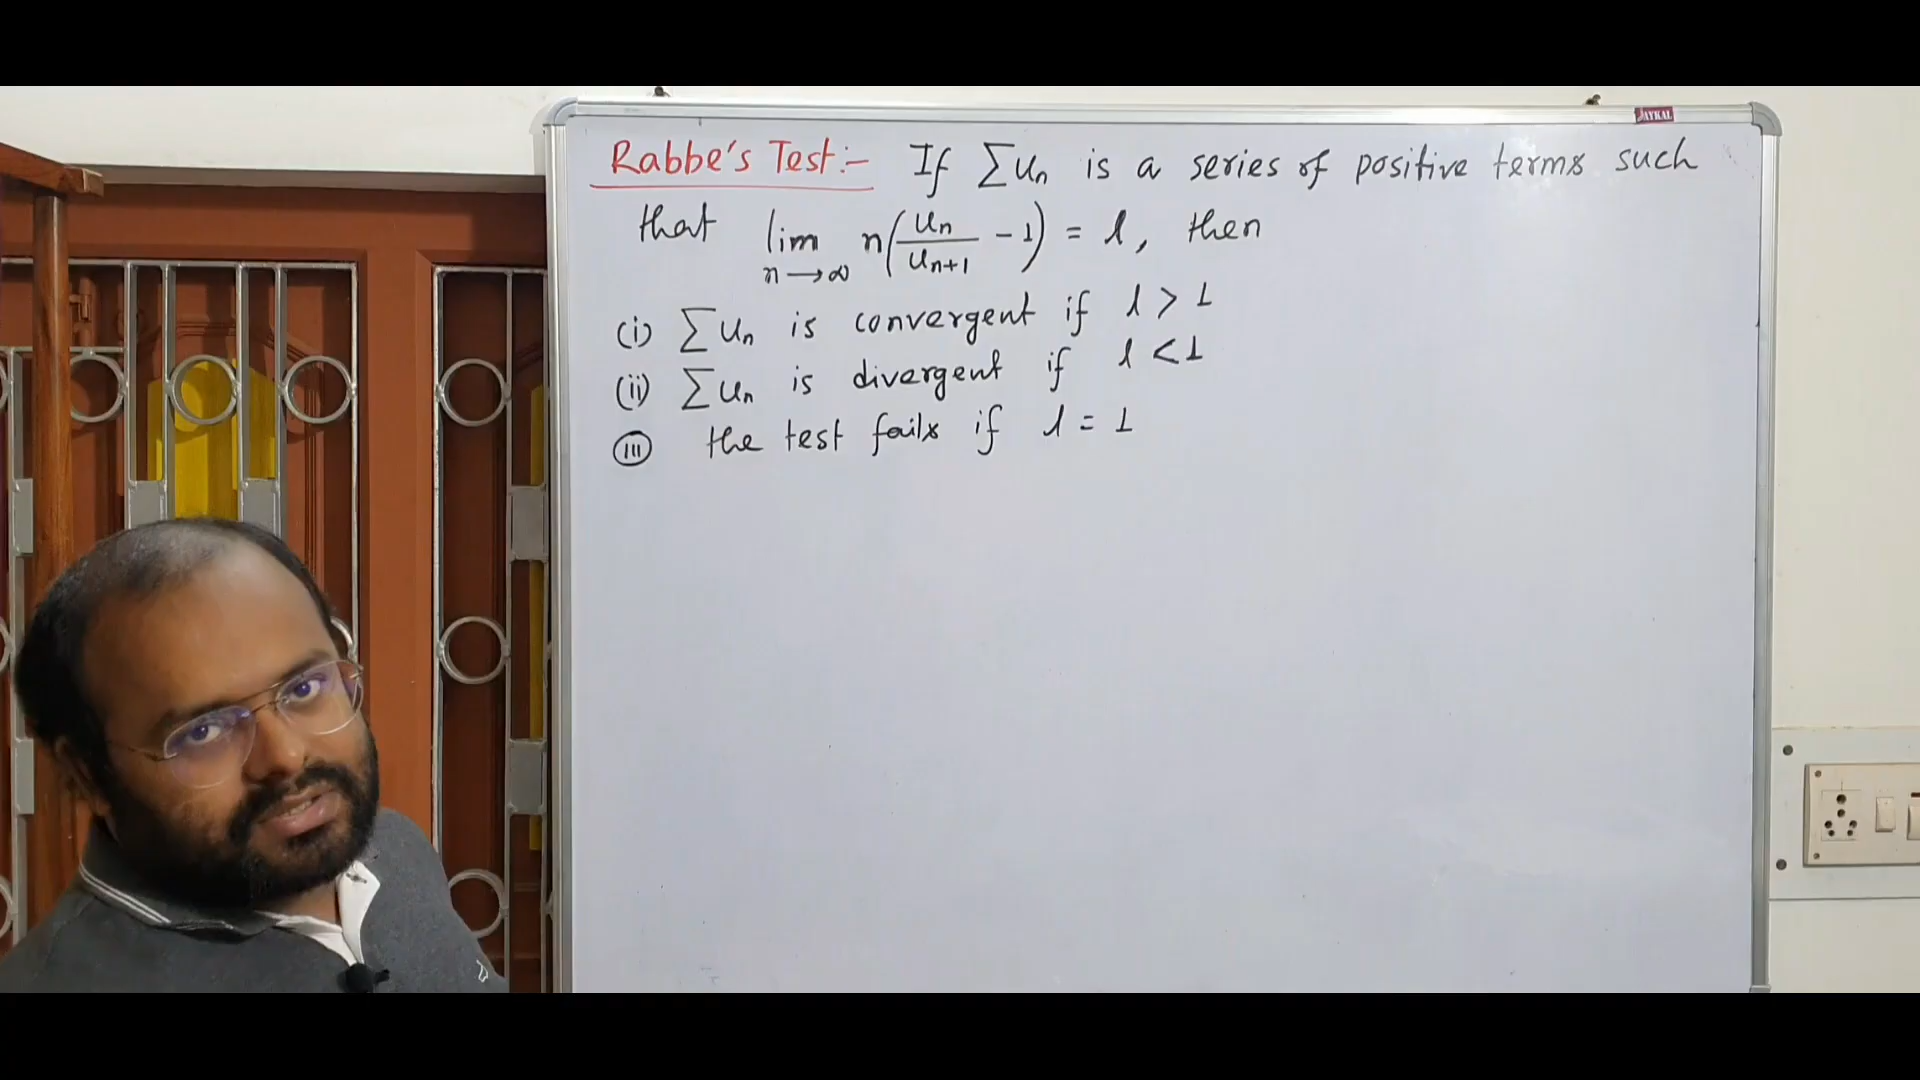 JAYKAL
Rabbe's Test:- If ∑uₙ is a series of positive terms such
that lim n→∞ n(uₙ/uₙ₊₁ - 1) = l, then
(i) ∑uₙ is convergent if l > 1
(ii) ∑uₙ is divergent if l < 1
(III) the test fails if l = 1